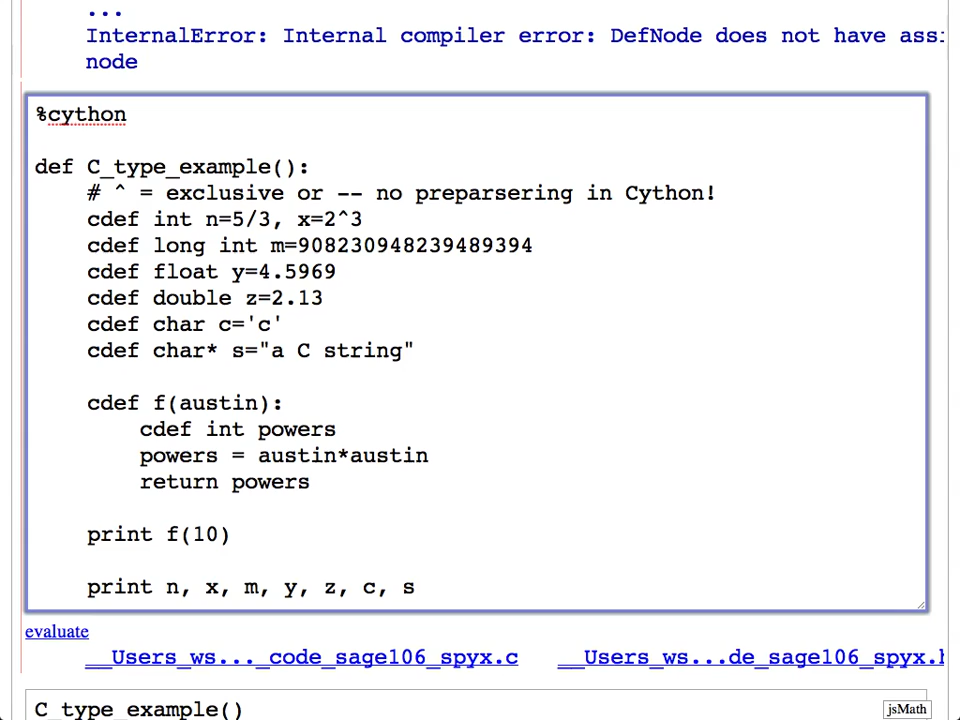 ...
InternalError: Internal compiler error: DefNode does not have assi
node
%cython
def C_type_example():
# ^ = exclusive or -- no preparsering in Cython!
cdef int n=5/3, x=2^3
cdef long int m=908230948239489394
cdef float y=4.5969
cdef double z=2.13
cdef char c='c'
cdef char* s="a C string"
cdef f(austin):
cdef int powers
powers = austin*austin
return powers
print f(10)
print n, x, m, y, z, c, s
evaluate
__Users_ws..._code_sage106_spyx.c __Users_ws...de_sage106_spyx.h
C_type_example()
jsMath